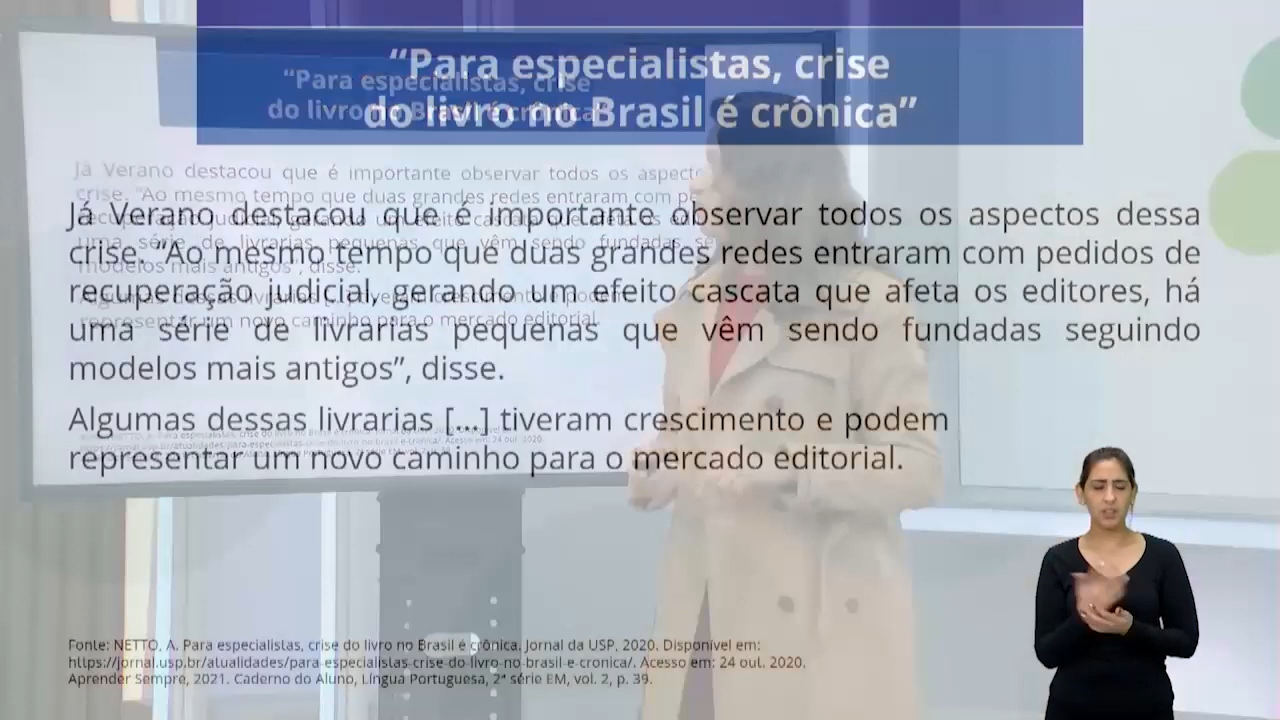 “Para especialistas, crise
do livro no Brasil é crônica”
Já Verano destacou que é importante observar todos os aspectos dessa
crise. “Ao mesmo tempo que duas grandes redes entraram com pedidos de
recuperação judicial, gerando um efeito cascata que afeta os editores, há
uma série de livrarias pequenas que vêm sendo fundadas seguindo
modelos mais antigos”, disse.
Algumas dessas livrarias [...] tiveram crescimento e podem
representar um novo caminho para o mercado editorial.
Fonte: NETTO, A. Para especialistas, crise do livro no Brasil é crônica. Jornal da USP, 2020. Disponível em:
https://jornal.usp.br/atualidades/para-especialistas-crise-do-livro-no-brasil-e-cronica/. Acesso em: 24 out. 2020.
Aprender Sempre, 2021. Caderno do Aluno, Língua Portuguesa, 2ª série EM, vol. 2, p. 39.